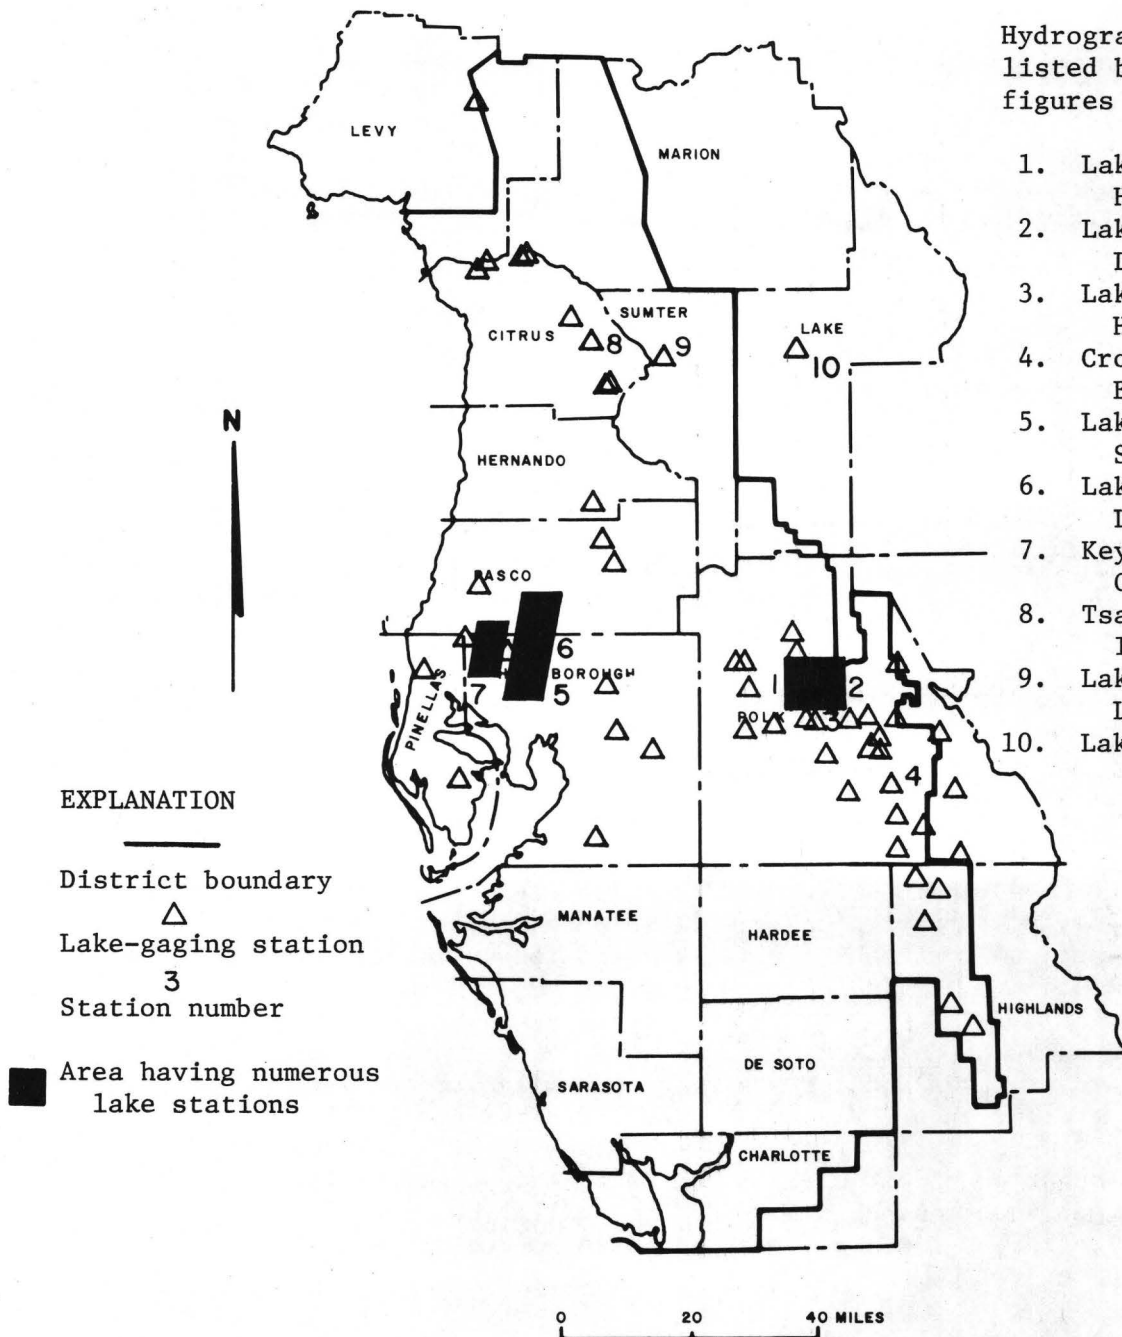 Hydrogra
listed b
figures
1. Lak
H
2. Lak
I
3. Lak
H
4. Cro
E
5. Lak
S
6. Lak
I
7. Key
C
8. Tsa
I
9. Lak
L
10. Lak
LEVY
MARION
SUMTER
CITRUS
8
9
LAKE
10
N
HERNANDO
PASCO
6
H BOROUGH
7
5
PINELLAS
1
2
POLK
3
4
EXPLANATION
District boundary
Lake-gaging station
3
Station number
Area having numerous
lake stations
MANATEE
HARDEE
HIGHLANDS
DE SOTO
SARASOTA
CHARLOTTE
0 20 40 MILES